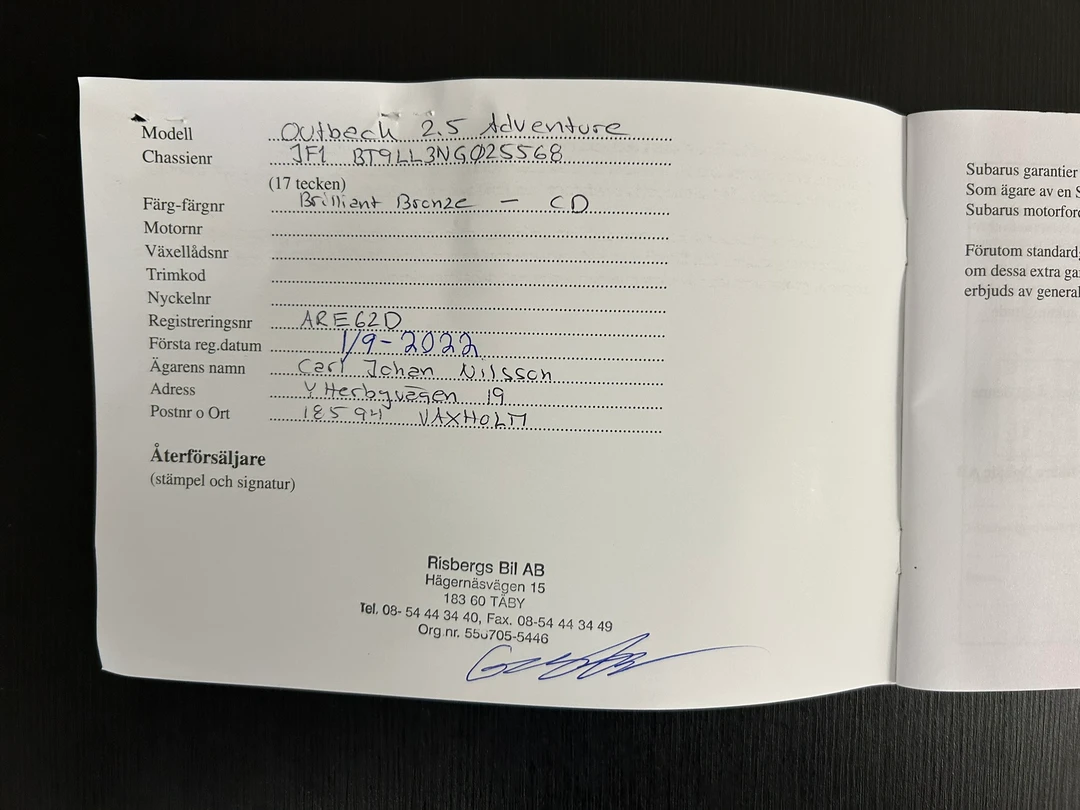 Modell Outback 2.5 Adventure
Chassienr JF1 BT9LL3NG025568
(17 tecken)
Färg-färgnr Brilliant Bronze - CD
Motornr
Växellådsnr
Trimkod
Nyckelnr
Registreringsnr ARE62D
Första reg.datum 1/9-2022
Ägarens namn Carl Johan Nilsson
Adress Ytterbyvägen 19
Postnr o Ort 18594 VAXHOLM
Återförsäljare
(stämpel och signatur)
Risbergs Bil AB
Hägernäsvägen 15
183 60 TÄBY
Tel. 08-54 44 34 40, Fax. 08-54 44 34 49
Org.nr. 556705-5446
Subarus garantier
Som ägare av en S
Subarus motorford
Förutom standardg
om dessa extra ga
erbjuds av general